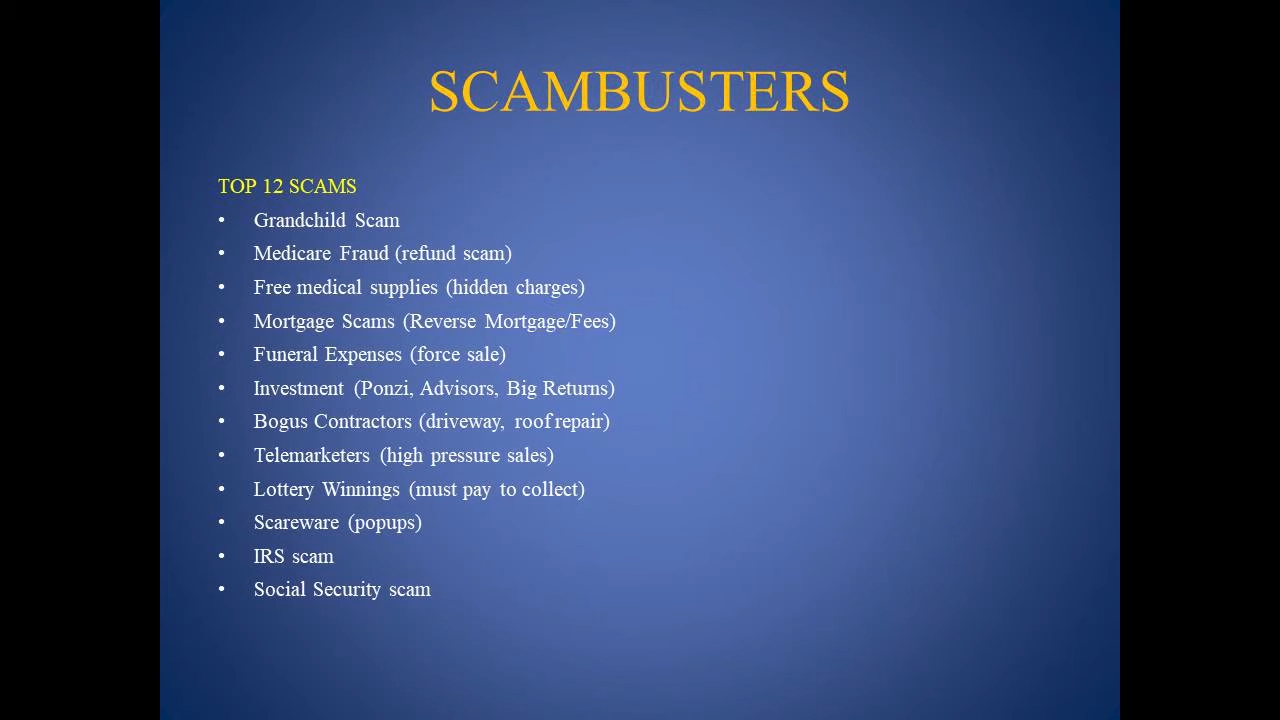 SCAMBUSTERS
TOP 12 SCAMS
• Grandchild Scam
• Medicare Fraud (refund scam)
• Free medical supplies (hidden charges)
• Mortgage Scams (Reverse Mortgage/Fees)
• Funeral Expenses (force sale)
• Investment (Ponzi, Advisors, Big Returns)
• Bogus Contractors (driveway, roof repair)
• Telemarketers (high pressure sales)
• Lottery Winnings (must pay to collect)
• Scareware (popups)
• IRS scam
• Social Security scam